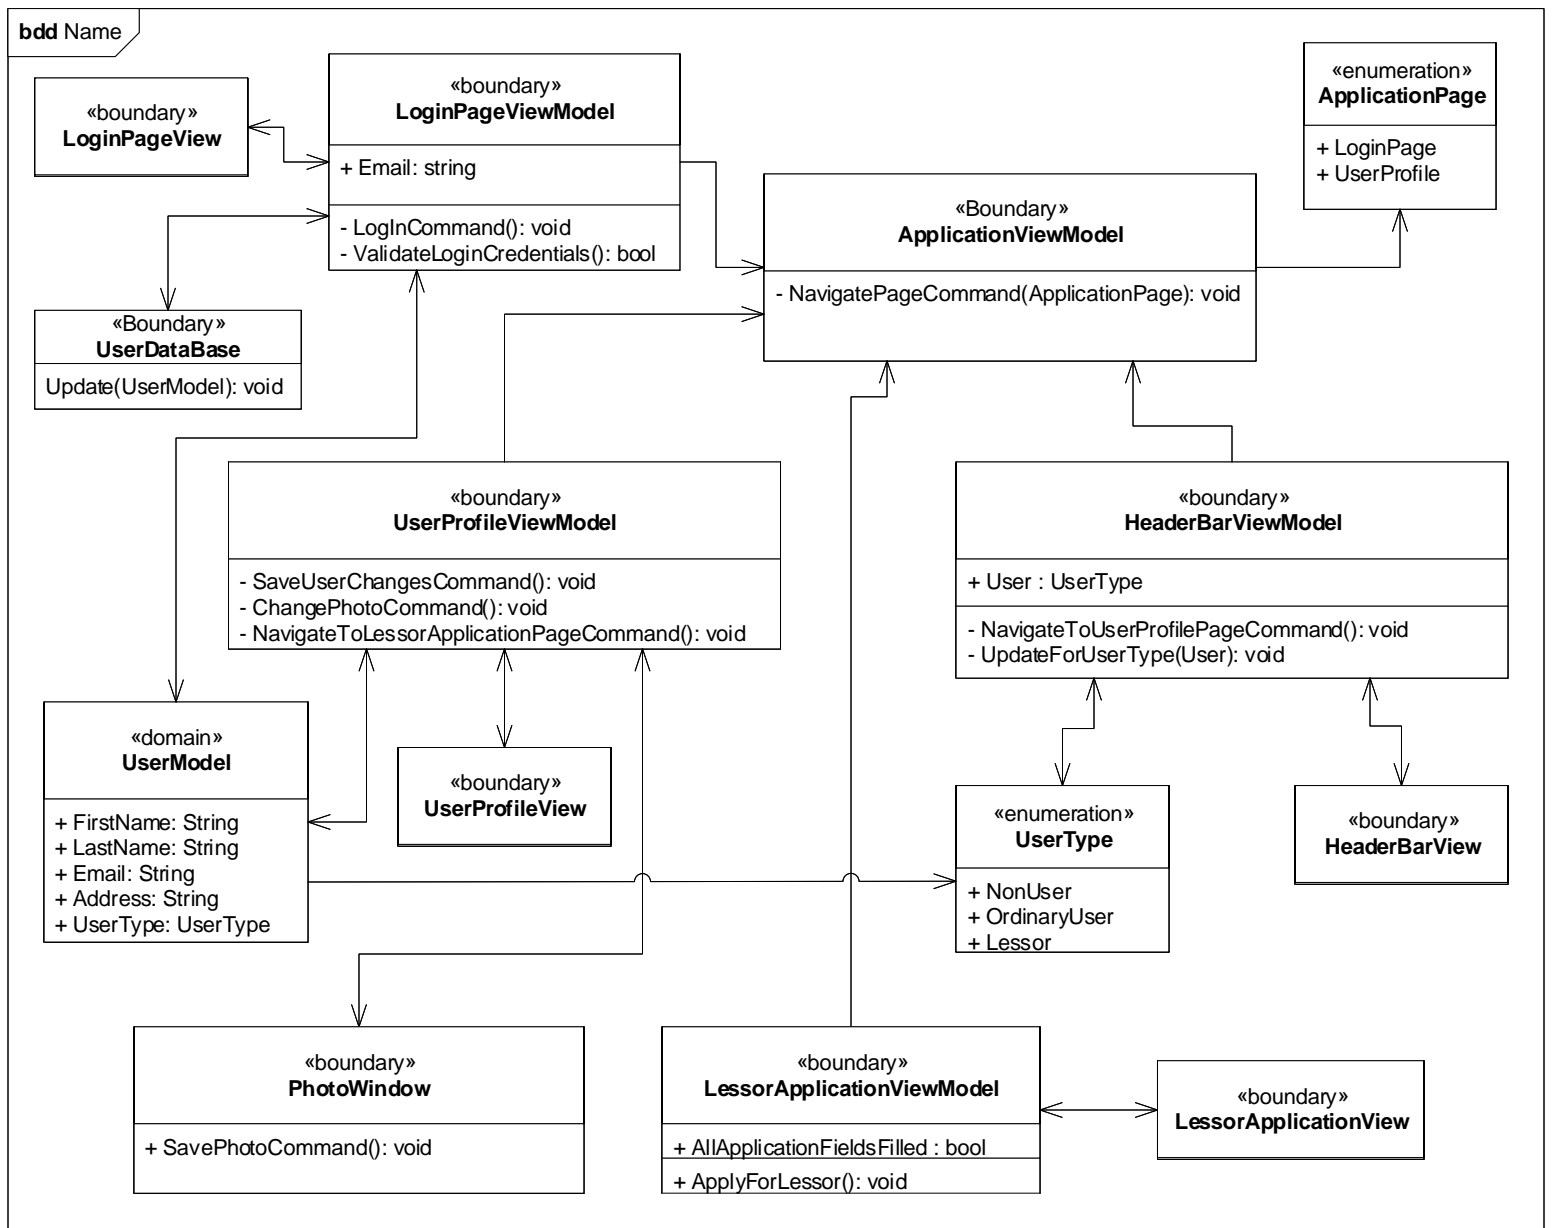 bdd Name
«boundary»
LoginPageView
«boundary»
LoginPageViewModel
+ Email: string
- LogInCommand(): void
- ValidateLoginCredentials(): bool
«enumeration»
ApplicationPage
+ LoginPage
+ UserProfile
«Boundary»
ApplicationViewModel
- NavigatePageCommand(ApplicationPage): void
«Boundary»
UserDataBase
Update(UserModel): void
«boundary»
UserProfileViewModel
- SaveUserChangesCommand(): void
- ChangePhotoCommand(): void
- NavigateToLessorApplicationPageCommand(): void
«boundary»
HeaderBarViewModel
+ User : UserType
- NavigateToUserProfilePageCommand(): void
- UpdateForUserType(User): void
«domain»
UserModel
+ FirstName: String
+ LastName: String
+ Email: String
+ Address: String
+ UserType: UserType
«boundary»
UserProfileView
«enumeration»
UserType
+ NonUser
+ OrdinaryUser
+ Lessor
«boundary»
HeaderBarView
«boundary»
PhotoWindow
+ SavePhotoCommand(): void
«boundary»
LessorApplicationViewModel
+ AllApplicationFieldsFilled : bool
+ ApplyForLessor(): void
«boundary»
LessorApplicationView